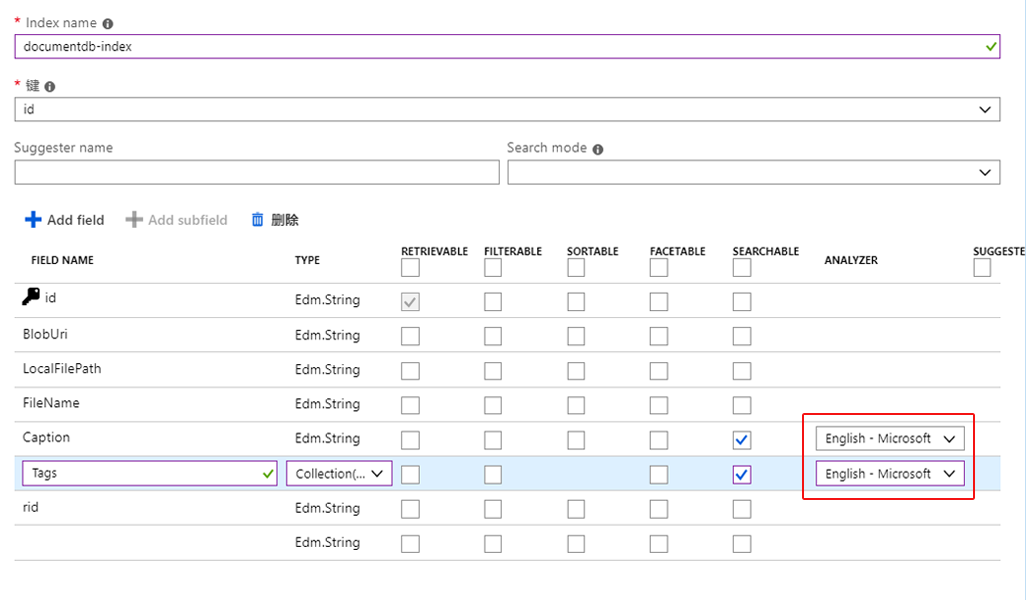 * Index name
documentdb-index
* 键
id
Suggester name Search mode
Add field Add subfield 删除
FIELD NAME TYPE RETRIEVABLE FILTERABLE SORTABLE FACETABLE SEARCHABLE ANALYZER SUGGESTE
id Edm.String
BlobUri Edm.String
LocalFilePath Edm.String
FileName Edm.String
Caption Edm.String English - Microsoft
Tags Collection(... English - Microsoft
rid Edm.String
Edm.String